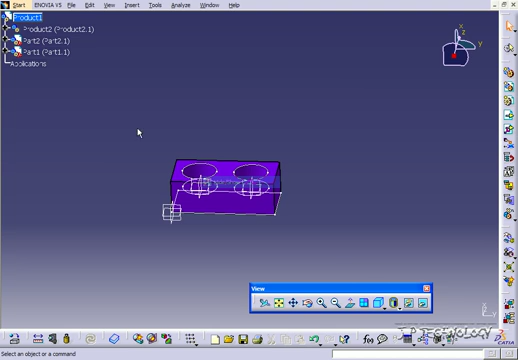 Start ENOVIA V5 File Edit View Insert Tools Analyze Window Help
Product1
Product2 (Product2.1)
Part2 (Part2.1)
Part1 (Part1.1)
Applications
x
z
y
View
f(x)
CATIA
Select an object or a command